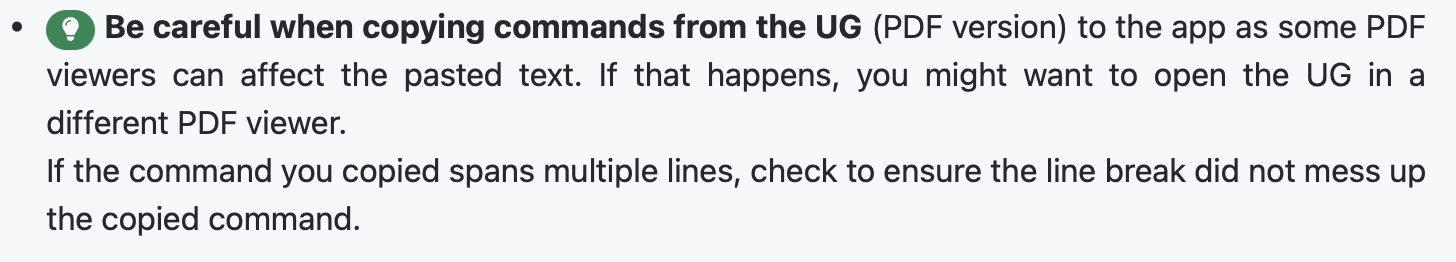 • Be careful when copying commands from the UG (PDF version) to the app as some PDF
viewers can affect the pasted text. If that happens, you might want to open the UG in a
different PDF viewer.
If the command you copied spans multiple lines, check to ensure the line break did not mess up
the copied command.